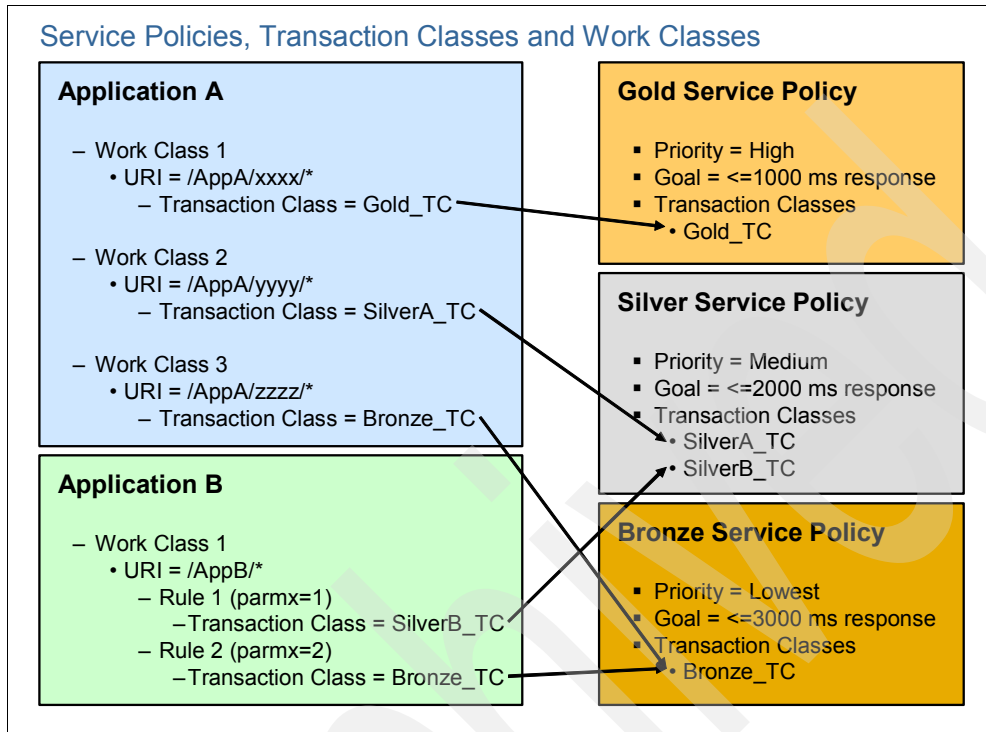 Service Policies, Transaction Classes and Work Classes
Application A
– Work Class 1
• URI = /AppA/xxxx/*
– Transaction Class = Gold_TC
– Work Class 2
• URI = /AppA/yyyy/*
– Transaction Class = SilverA_TC
– Work Class 3
• URI = /AppA/zzzz/*
– Transaction Class = Bronze_TC
Application B
– Work Class 1
• URI = /AppB/*
– Rule 1 (parmx=1)
–Transaction Class = SilverB_TC
– Rule 2 (parmx=2)
–Transaction Class = Bronze_TC
Gold Service Policy
▪ Priority = High
▪ Goal = <=1000 ms response
▪ Transaction Classes
• Gold_TC
Silver Service Policy
▪ Priority = Medium
▪ Goal = <=2000 ms response
▪ Transaction Classes
• SilverA_TC
• SilverB_TC
Bronze Service Policy
▪ Priority = Lowest
▪ Goal = <=3000 ms response
▪ Transaction Classes
• Bronze_TC